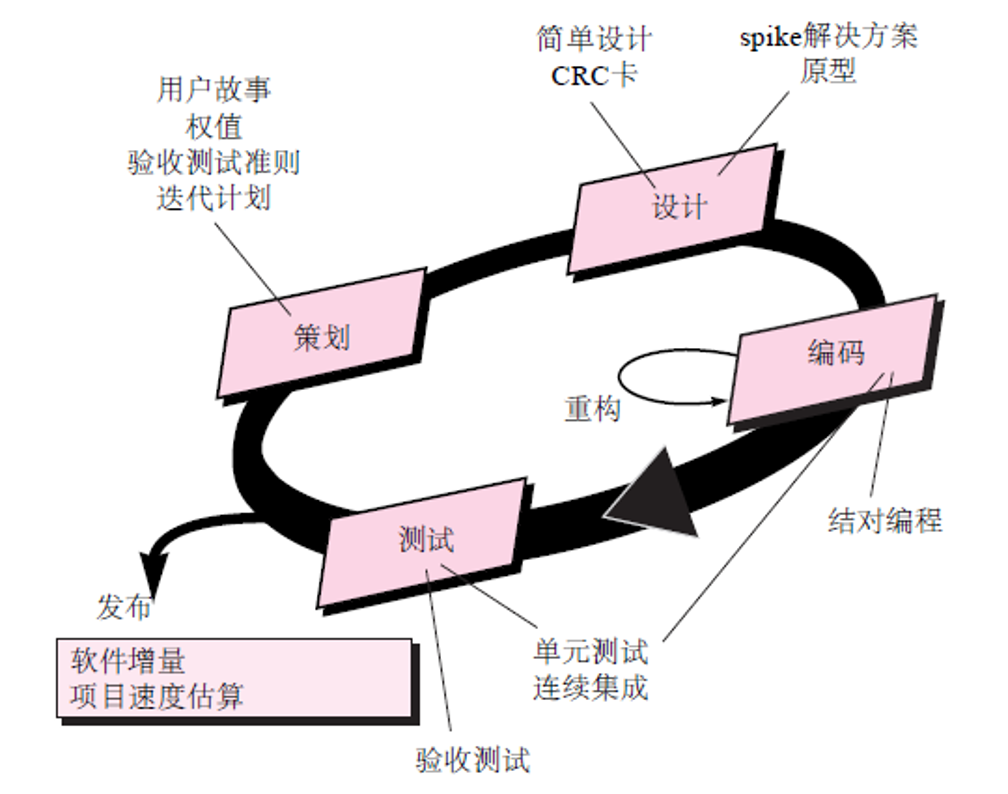 简单设计
CRC卡
spike解决方案
原型
用户故事
权值
验收测试准则
迭代计划
设计
策划
编码
重构
结对编程
测试
发布
软件增量
项目速度估算
单元测试
连续集成
验收测试